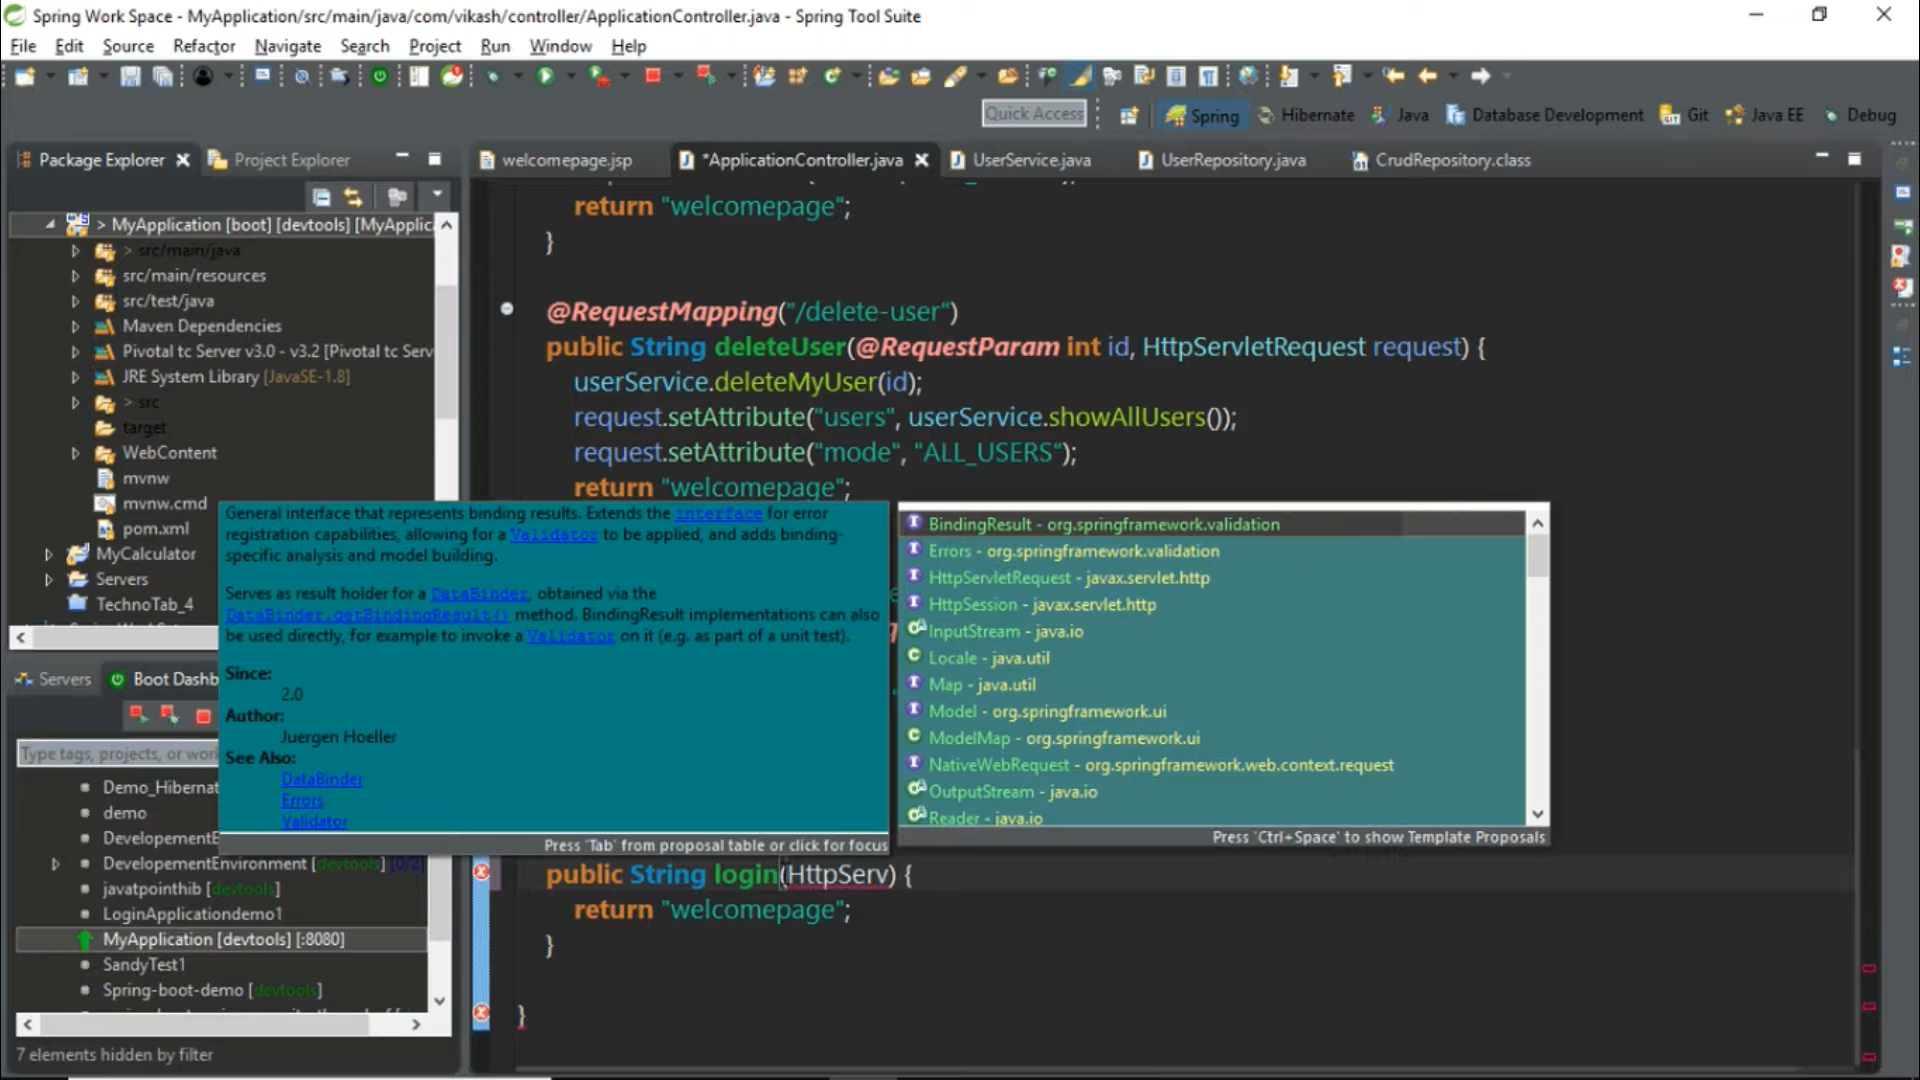 Spring Work Space - MyApplication/src/main/java/com/vikash/controller/ApplicationController.java - Spring Tool Suite
File Edit Source Refactor Navigate Search Project Run Window Help
Quick Access Spring Hibernate Java Database Development Git Java EE Debug
Package Explorer Project Explorer
welcomepage.jsp *ApplicationController.java UserService.java UserRepository.java CrudRepository.class
> MyApplication [boot] [devtools] [MyApplic
> src/main/java
src/main/resources
src/test/java
Maven Dependencies
Pivotal tc Server v3.0 - v3.2 [Pivotal tc Serv
JRE System Library [JavaSE-1.8]
> src
target
WebContent
mvnw
mvnw.cmd
pom.xml
MyCalculator
Servers
TechnoTab_4
return "welcomepage";
}
@RequestMapping("/delete-user")
public String deleteUser(@RequestParam int id, HttpServletRequest request) {
userService.deleteMyUser(id);
request.setAttribute("users", userService.showAllUsers());
request.setAttribute("mode", "ALL_USERS");
return "welcomepage";
General interface that represents binding results. Extends the interface for error
registration capabilities, allowing for a Validator to be applied, and adds binding-
specific analysis and model building.
Serves as result holder for a DataBinder, obtained via the
DataBinder.getBindingResult() method. BindingResult implementations can also
be used directly, for example to invoke a Validator on it (e.g. as part of a unit test).
Since:
2.0
Author:
Juergen Hoeller
See Also:
DataBinder
Errors
Validator
Press 'Tab' from proposal table or click for focus
BindingResult - org.springframework.validation
Errors - org.springframework.validation
HttpServletRequest - javax.servlet.http
HttpSession - javax.servlet.http
InputStream - java.io
Locale - java.util
Map - java.util
Model - org.springframework.ui
ModelMap - org.springframework.ui
NativeWebRequest - org.springframework.web.context.request
OutputStream - java.io
Reader - java.io
Press 'Ctrl+Space' to show Template Proposals
public String login(HttpServ) {
return "welcomepage";
}
}
Servers Boot Dashb
Type tags, projects, or work
Demo_Hibernat
demo
DevelopementE
DevelopementEnvironment [devtools]
javatpointhib [devtools]
LoginApplicationdemo1
MyApplication [devtools] [:8080]
SandyTest1
Spring-boot-demo [devtools]
7 elements hidden by filter